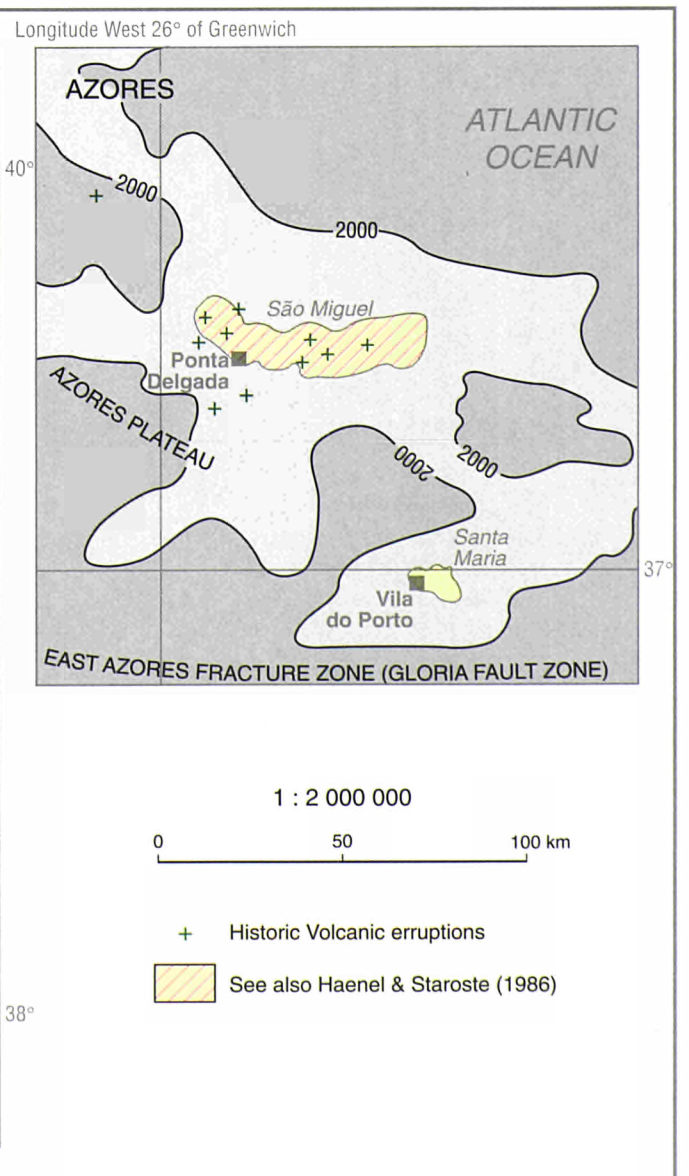 Longitude West 26° of Greenwich
AZORES
ATLANTIC
OCEAN
40°
2000
2000
São Miguel
Ponta
Delgada
AZORES PLATEAU
2000
2000
Santa
Maria
37°
Vila
do Porto
EAST AZORES FRACTURE ZONE (GLORIA FAULT ZONE)
1 : 2 000 000
0 50 100 km
+ Historic Volcanic erruptions
See also Haenel & Staroste (1986)
38°